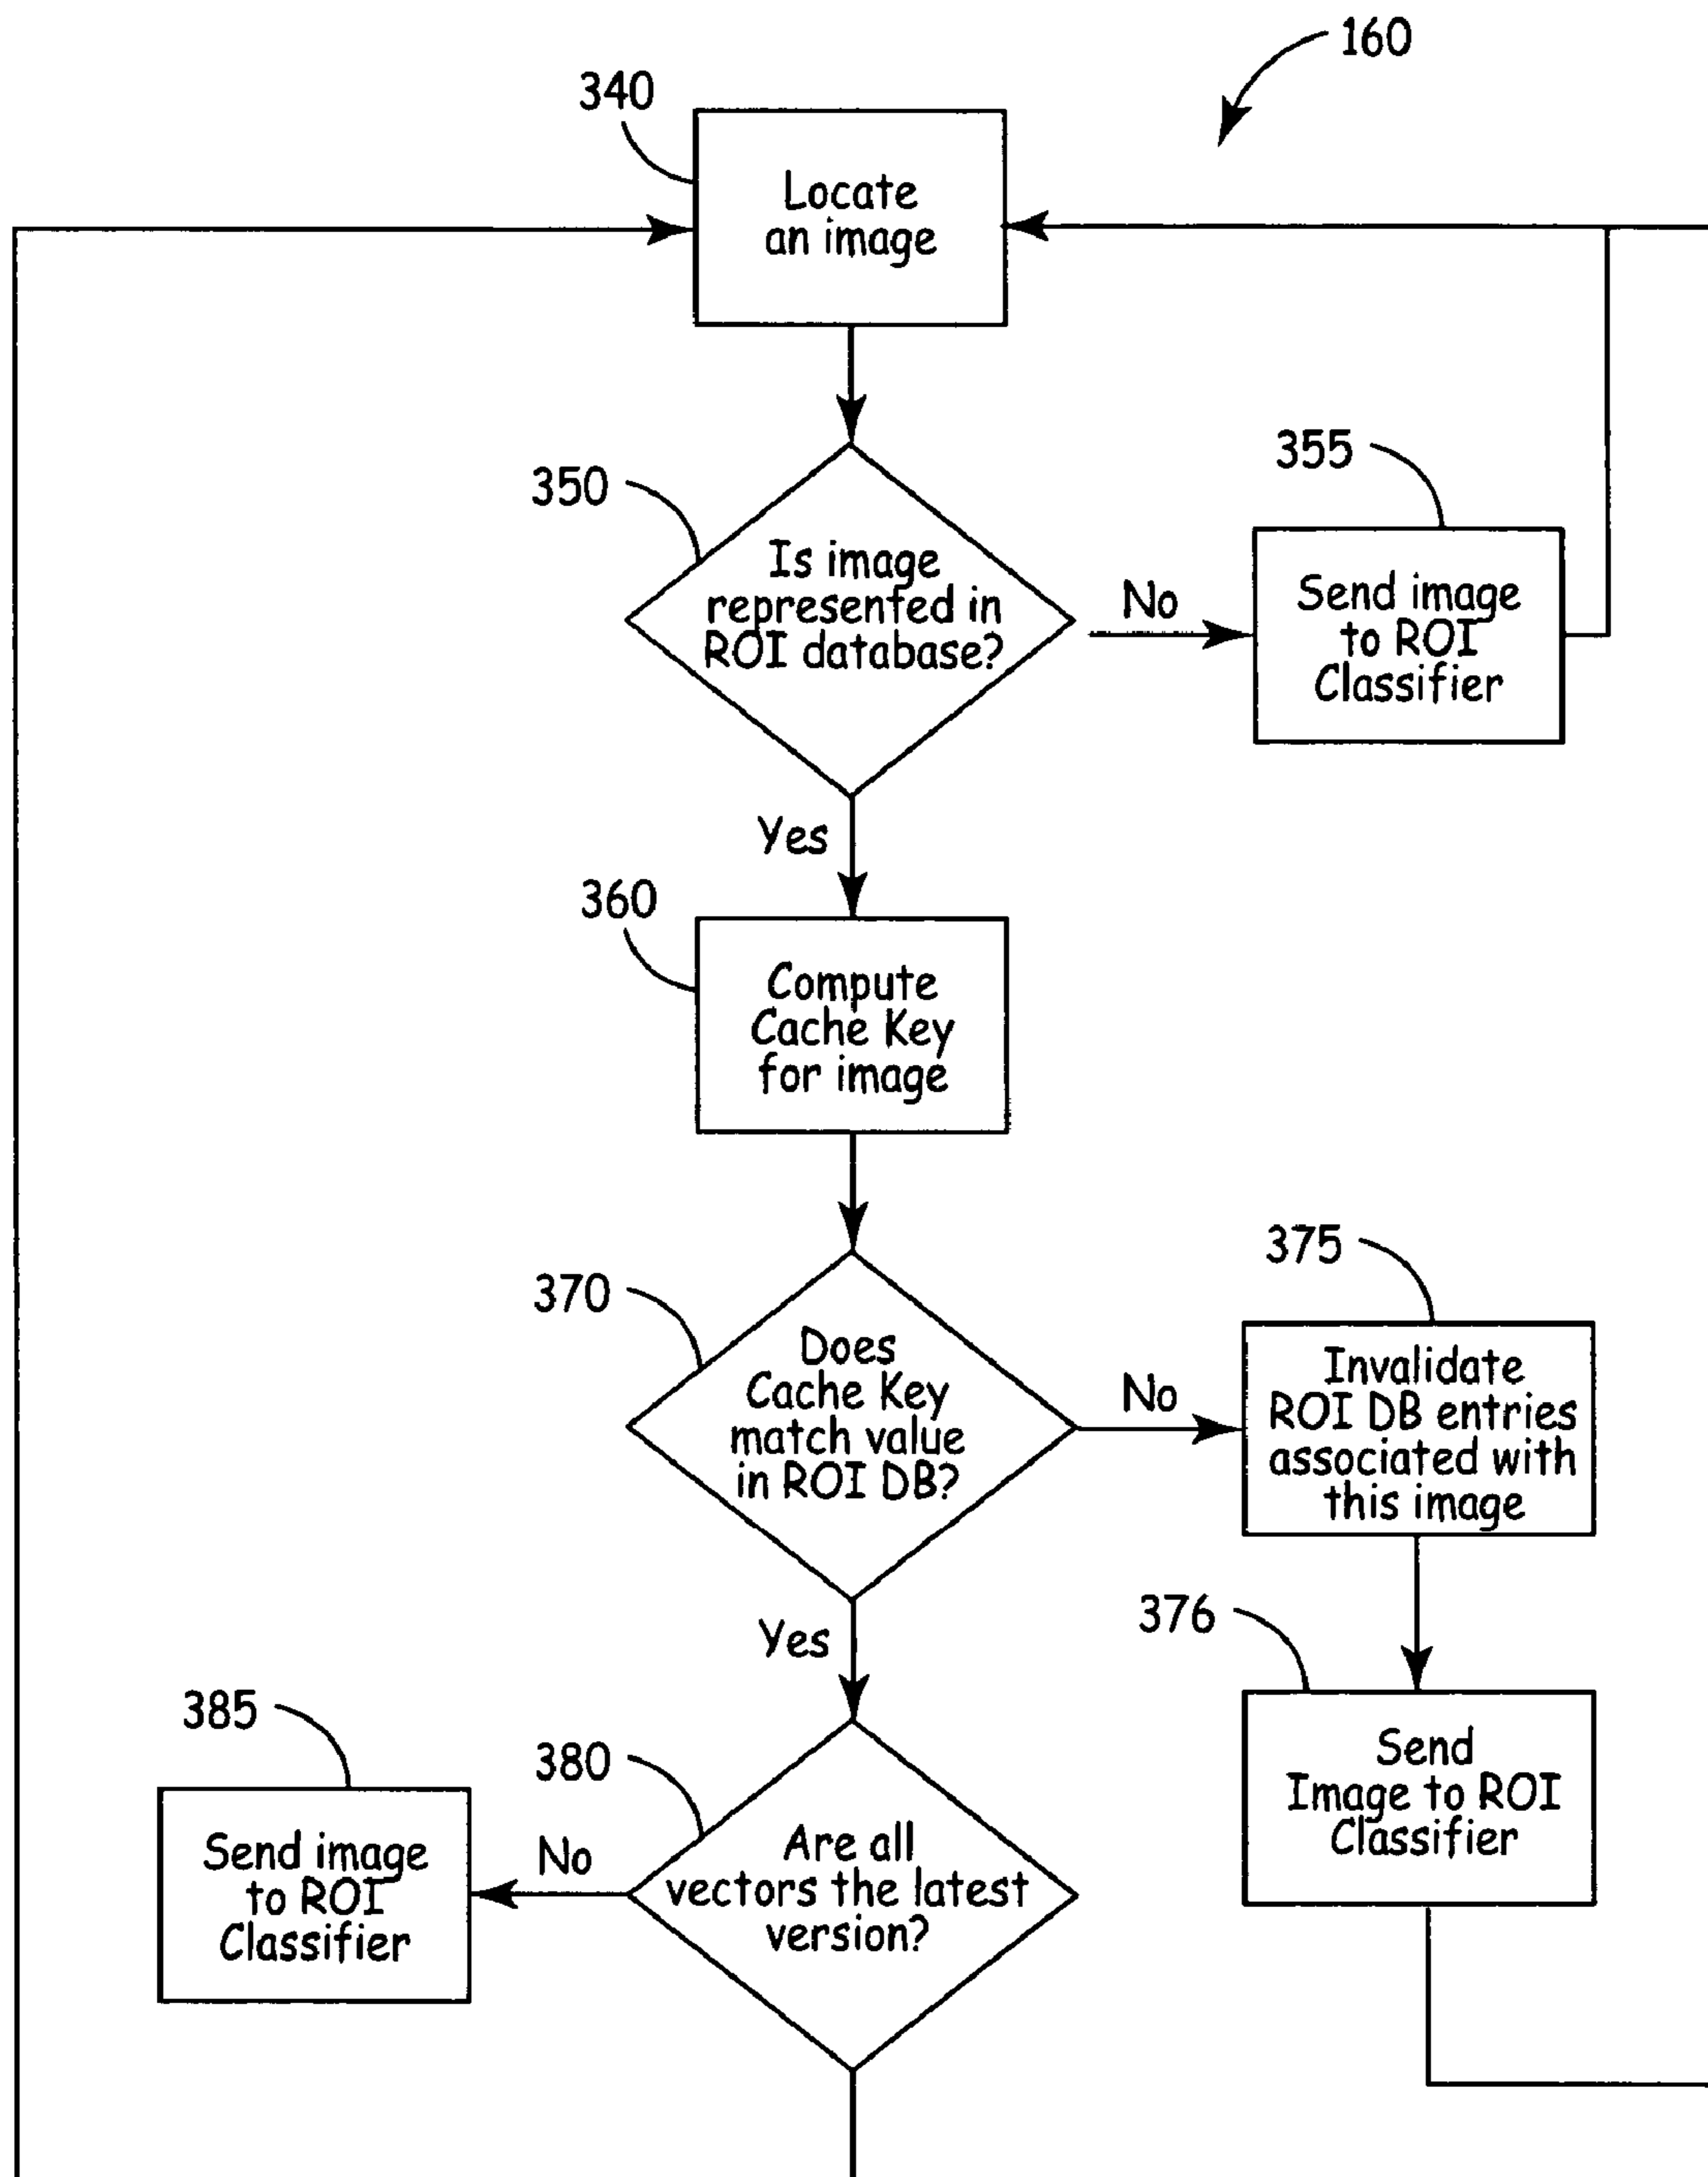 160
340
Locate
an image
350
Is image
represented in
ROI database?
No
355
Send image
to ROI
Classifier
Yes
360
Compute
Cache Key
for image
370
Does
Cache Key
match value
in ROI DB?
No
375
Invalidate
ROI DB entries
associated with
this image
Yes
376
Send
Image to ROI
Classifier
380
Are all
vectors the latest
version?
No
385
Send image
to ROI
Classifier